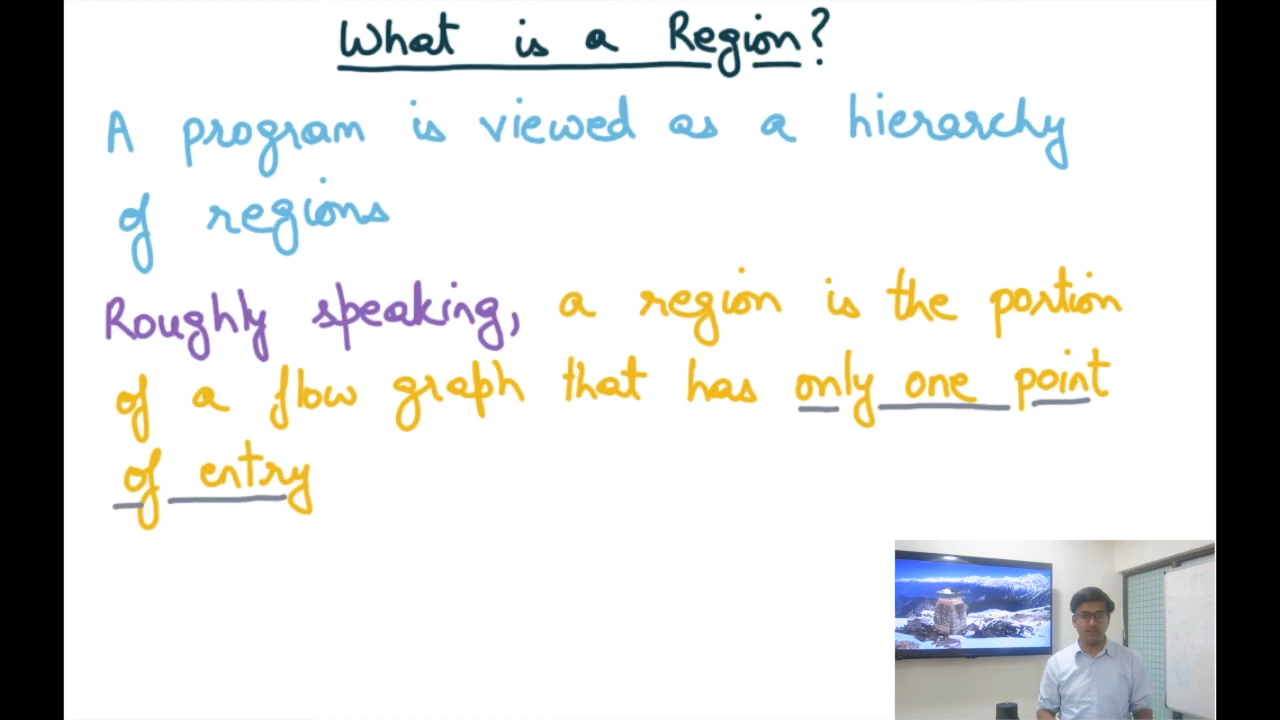 What is a Region?
A program is viewed as a hierarchy
of regions
Roughly speaking, a region is the portion
of a flow graph that has only one point
of entry